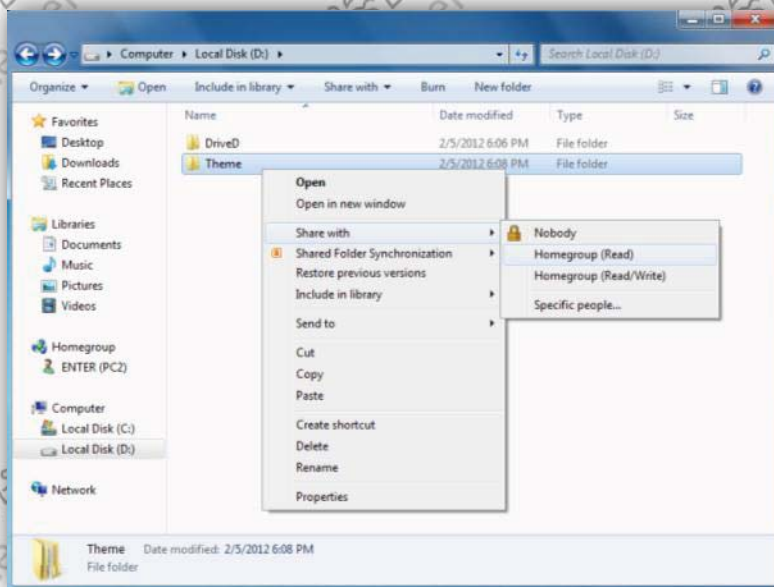 Computer ▸ Local Disk (D:) ▸
Search Local Disk (D:)
Organize Open Include in library Share with Burn New folder
Name Date modified Type Size
Favorites
Desktop
Downloads
Recent Places
Libraries
Documents
Music
Pictures
Videos
Homegroup
ENTER (PC2)
Computer
Local Disk (C:)
Local Disk (D:)
Network
DriveD 2/5/2012 6:06 PM File folder
Theme 2/5/2012 6:08 PM File folder
Open
Open in new window
Share with
Shared Folder Synchronization
Restore previous versions
Include in library
Send to
Cut
Copy
Paste
Create shortcut
Delete
Rename
Properties
Nobody
Homegroup (Read)
Homegroup (Read/Write)
Specific people...
Theme Date modified: 2/5/2012 6:08 PM
File folder